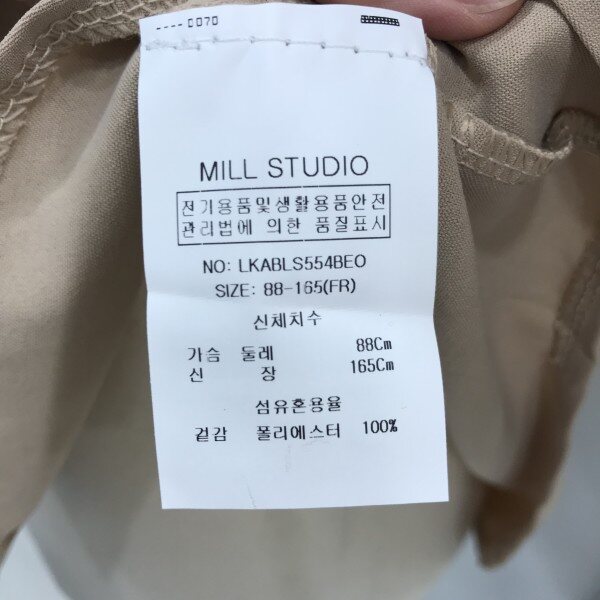 0070
MILL STUDIO
전기용품및생활용품안전
관리법에 의한 품질표시
NO: LKABLS554BEO
SIZE: 88-165(FR)
신체치수
가슴 둘레 88Cm
신 장 165Cm
섬유혼용율
겉감 폴리에스터 100%